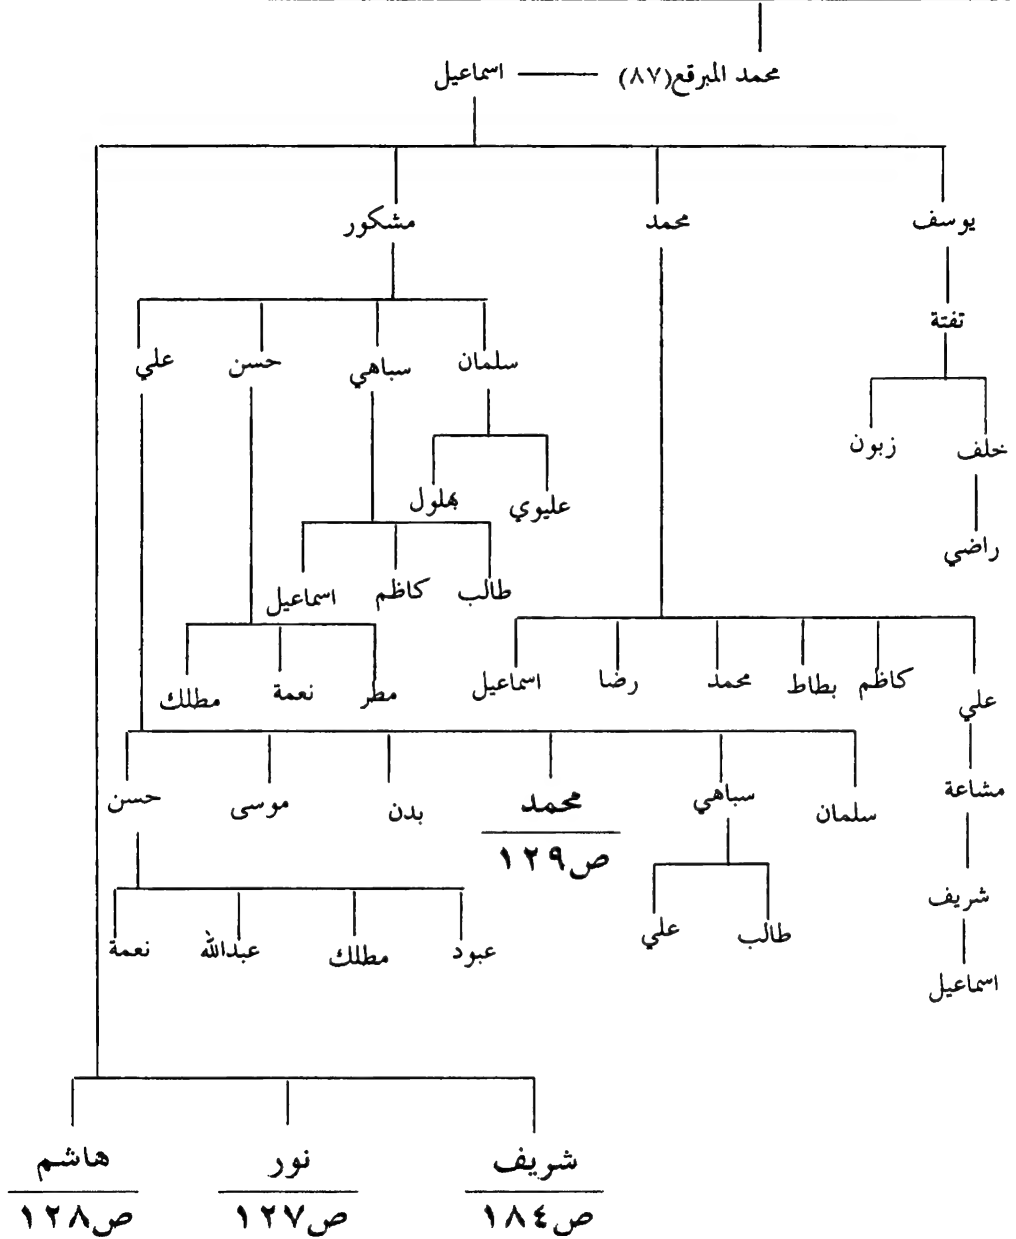 محمد المبرقع(٨٧) اسماعيل
يوسف محمد مشكور
تفتة
سلمان سباهي حسن علي
خلف زبون
عليوي بهلول
راضي
طالب كاظم اسماعيل
علي كاظم بطاط محمد رضا اسماعيل
مطر نعمة مطلك
مشاعة
سلمان سباهي محمد بدن موسى حسن
ص١٢٩
شريف
طالب علي
عبود مطلك عبدالله نعمة
اسماعيل
شريف نور هاشم
ص١٨٤ ص١٢٧ ص١٢٨